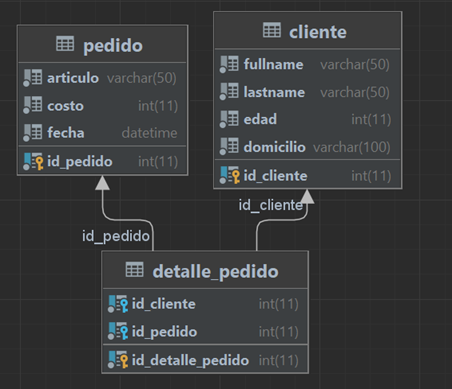 pedido
articulo varchar(50)
costo int(11)
fecha datetime
id_pedido int(11)
cliente
fullname varchar(50)
lastname varchar(50)
edad int(11)
domicilio varchar(100)
id_cliente int(11)
id_pedido
id_cliente
detalle_pedido
id_cliente int(11)
id_pedido int(11)
id_detalle_pedido int(11)